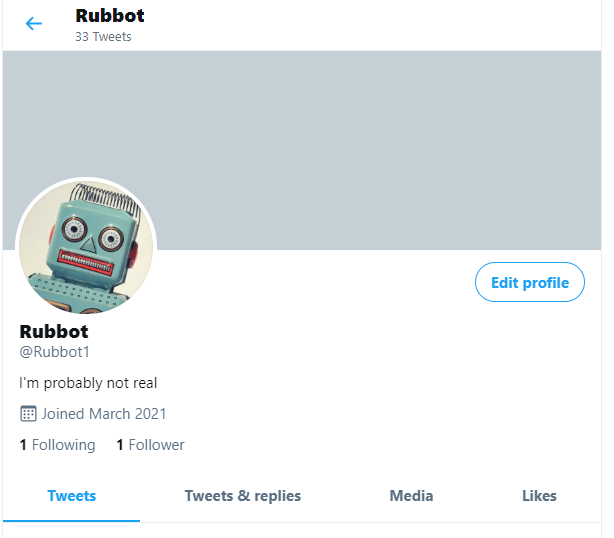 Rubbot
33 Tweets
Edit profile
Rubbot
@Rubbot1
I'm probably not real
Joined March 2021
1 Following 1 Follower
Tweets Tweets & replies Media Likes